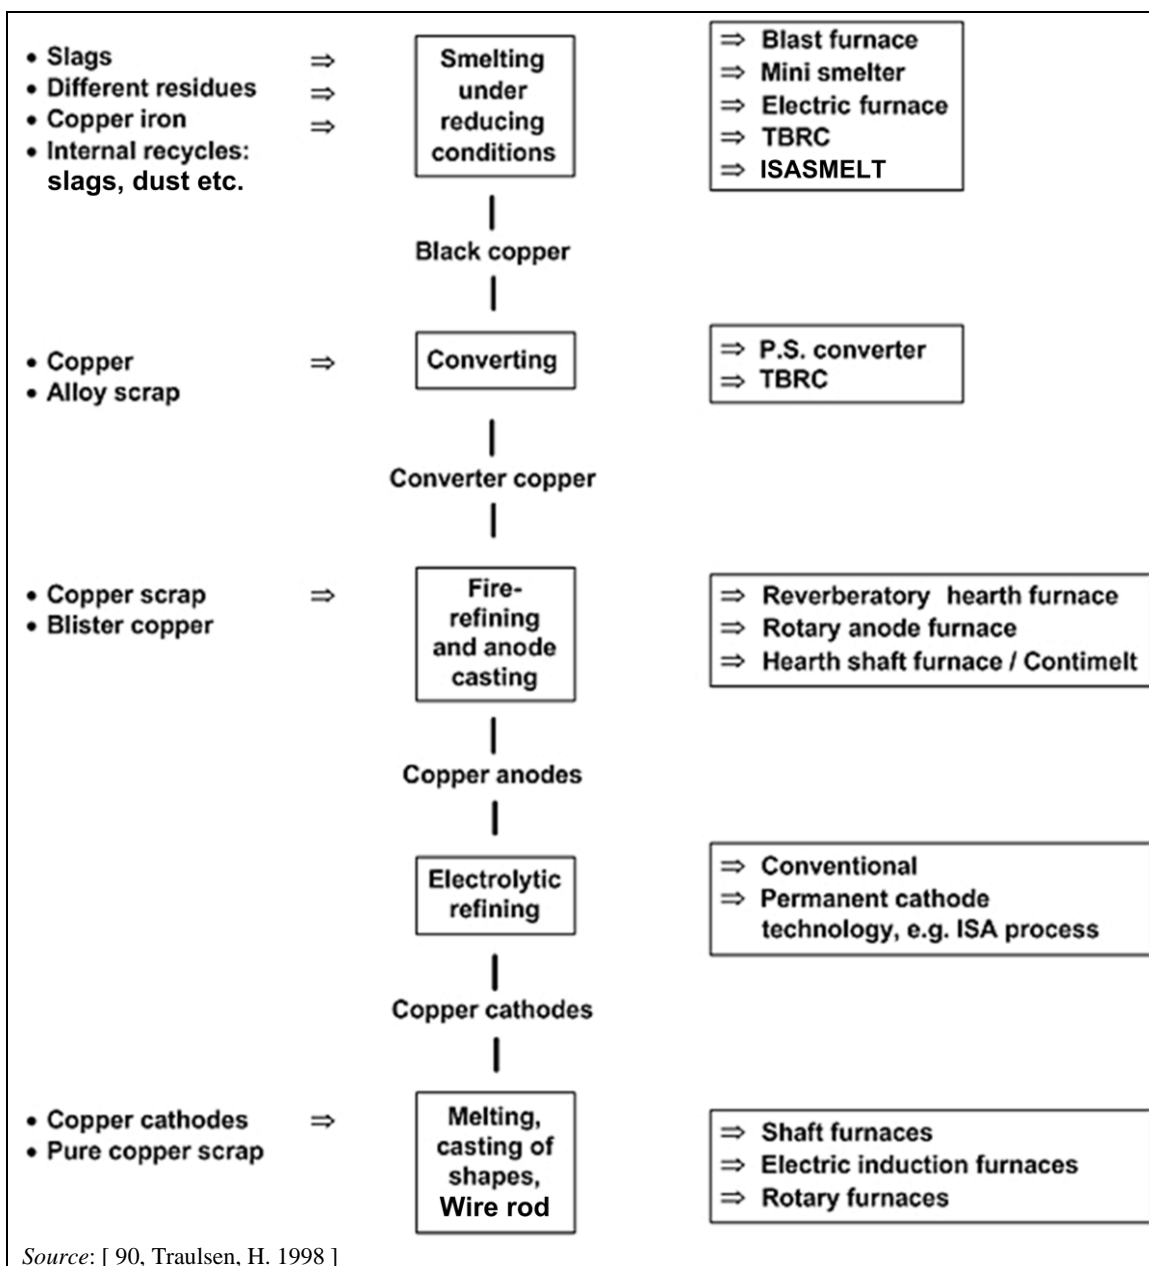 • Slags ⇒
• Different residues ⇒
• Copper iron ⇒
• Internal recycles:
slags, dust etc.
Smelting
under
reducing
conditions
⇒ Blast furnace
⇒ Mini smelter
⇒ Electric furnace
⇒ TBRC
⇒ ISASMELT
Black copper
• Copper ⇒
• Alloy scrap
Converting
⇒ P.S. converter
⇒ TBRC
Converter copper
• Copper scrap ⇒
• Blister copper
Fire-
refining
and anode
casting
⇒ Reverberatory hearth furnace
⇒ Rotary anode furnace
⇒ Hearth shaft furnace / Contimelt
Copper anodes
Electrolytic
refining
⇒ Conventional
⇒ Permanent cathode
technology, e.g. ISA process
Copper cathodes
• Copper cathodes ⇒
• Pure copper scrap
Melting,
casting of
shapes,
Wire rod
⇒ Shaft furnaces
⇒ Electric induction furnaces
⇒ Rotary furnaces
Source: [ 90, Traulsen, H. 1998 ]